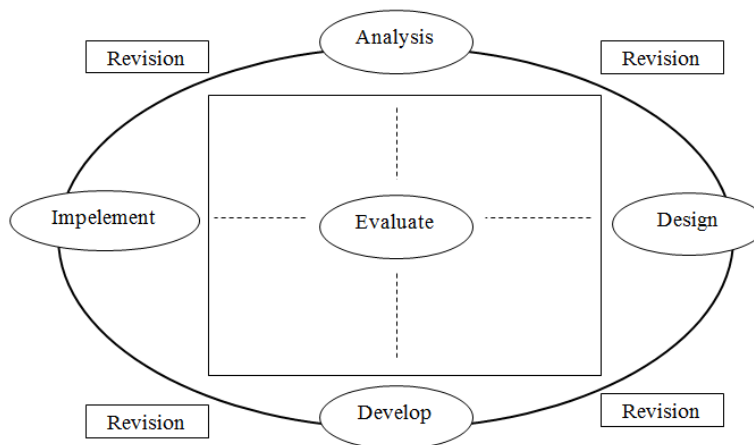 Analysis
Revision
Revision
Impelement
Evaluate
Design
Revision
Develop
Revision